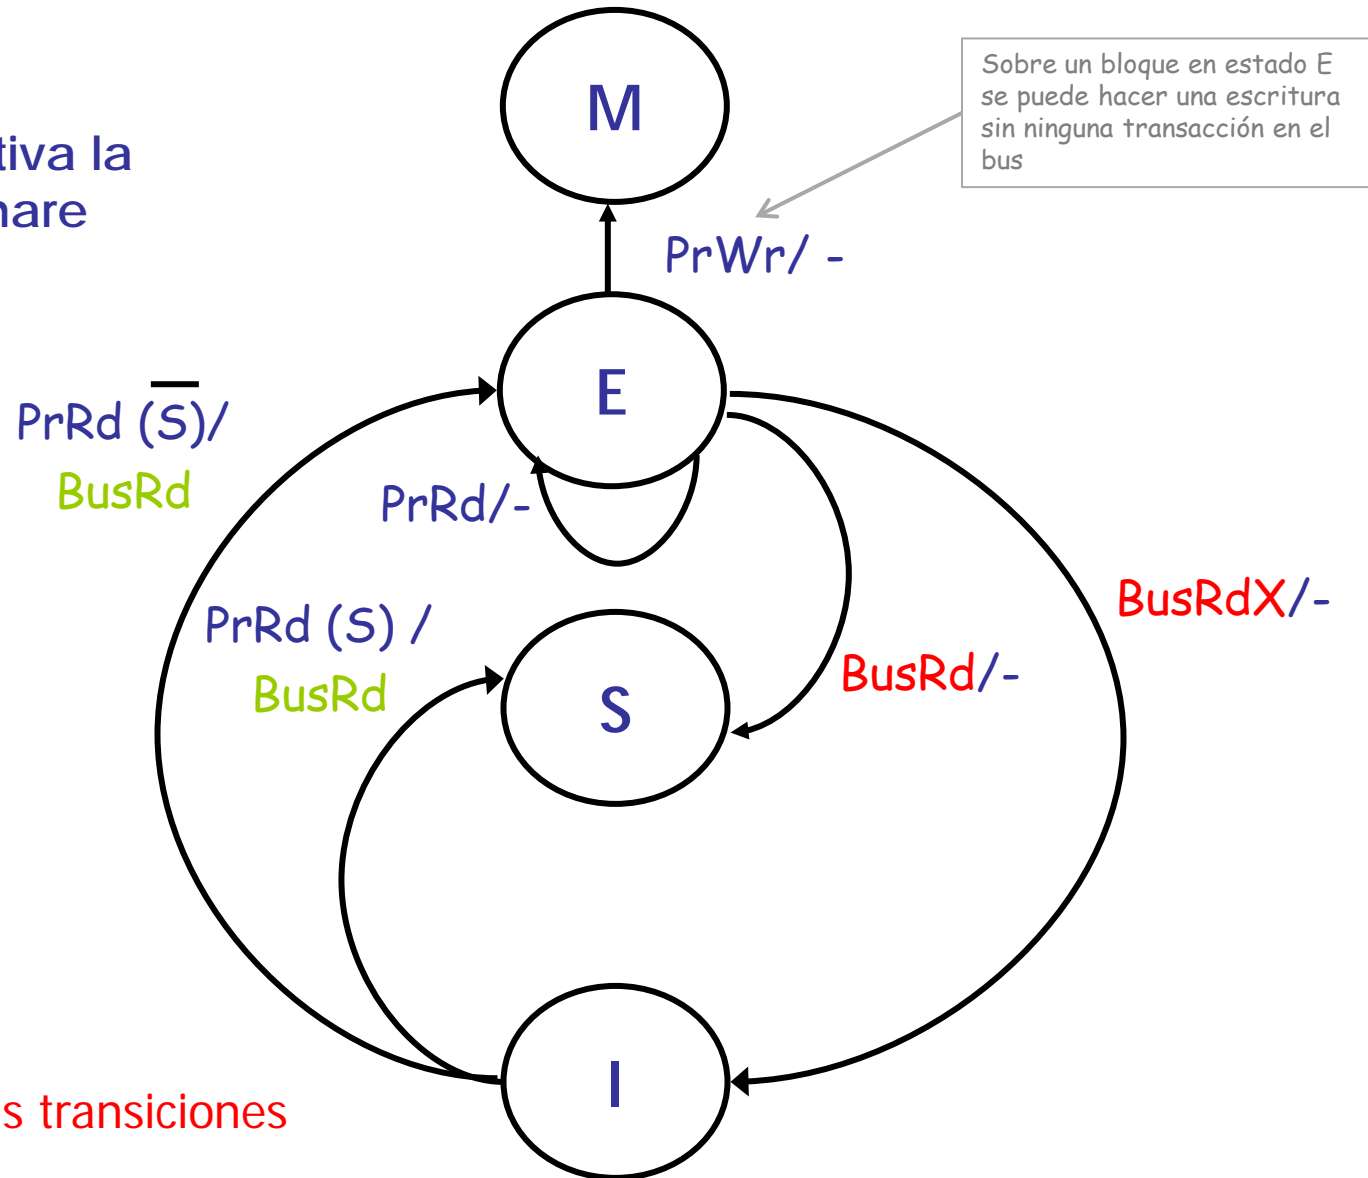 M
Sobre un bloque en estado E
se puede hacer una escritura
sin ninguna transacción en el
bus
tiva la
hare
PrWr/ -
E
PrRd (S̅)/
BusRd
PrRd/-
PrRd (S) /
BusRd
BusRdX/-
BusRd/-
S
I
s transiciones